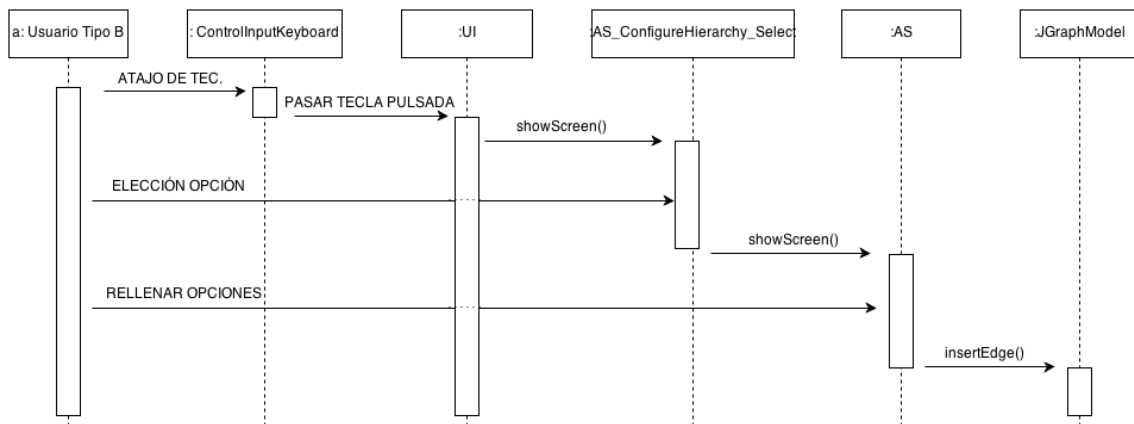 a: Usuario Tipo B
: ControlInputKeyboard
:UI
:AS_ConfigureHierarchy_Select
:AS
:JGraphModel
ATAJO DE TEC.
PASAR TECLA PULSADA
showScreen()
ELECCIÓN OPCIÓN
showScreen()
RELLENAR OPCIONES
insertEdge()